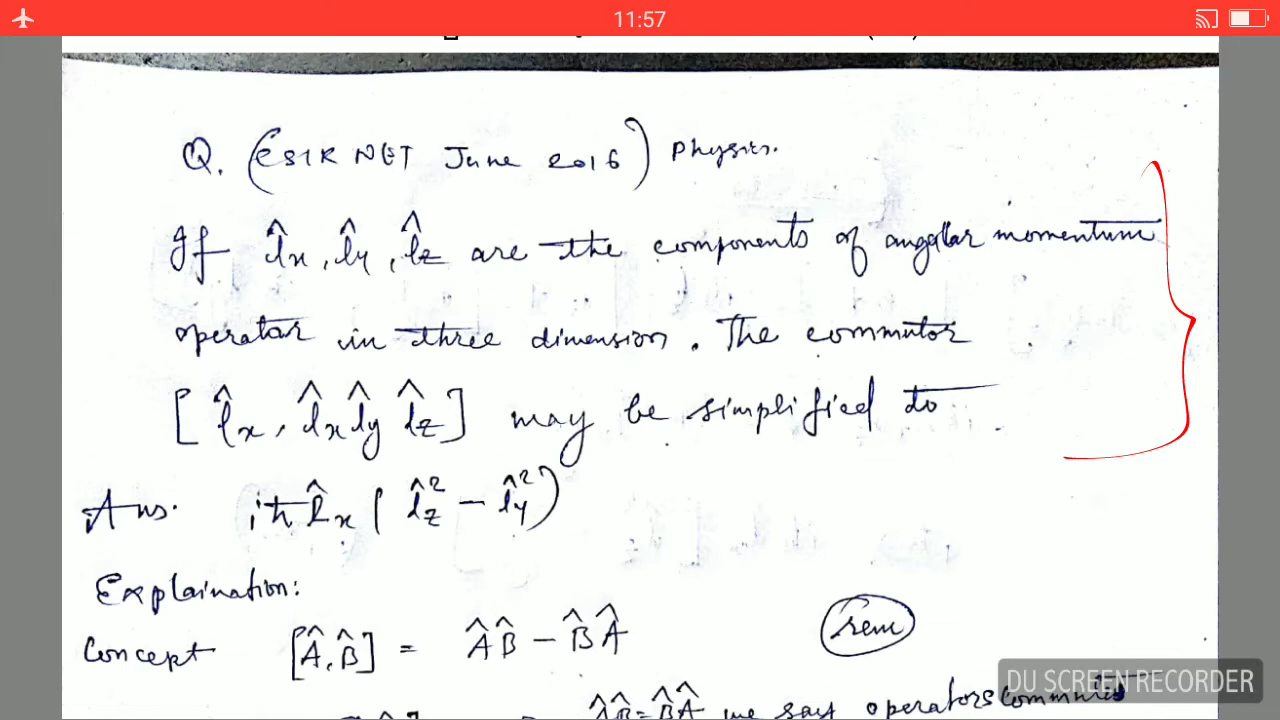 11:57
Q. (CSIR NET June 2016) Physics.
If l̂x, l̂y, l̂z are the components of angular momentum
operator in three dimension. The commutor
[l̂x, l̂x l̂y l̂z] may be simplified to
Ans. iħ l̂x (l̂z² − l̂y²)
Explaination:
Concept [Â, B̂] = ÂB̂ − B̂Â
rem
ÂB̂ = B̂Â we say operators commutes
DU SCREEN RECORDER